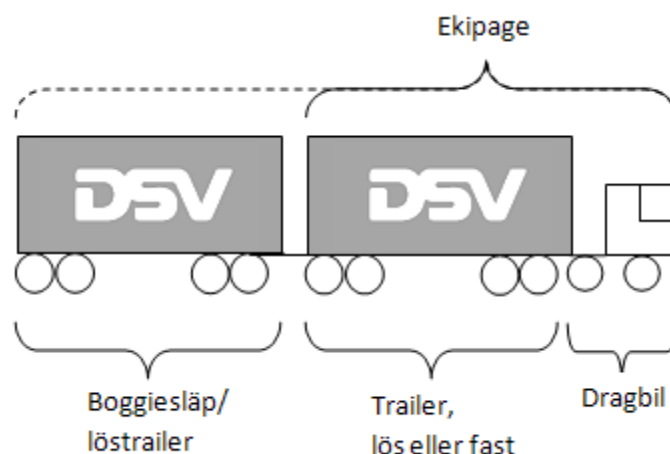 Ekipage
DSV DSV
Boggiesläp/
löstrailer
Trailer,
lös eller fast
Dragbil